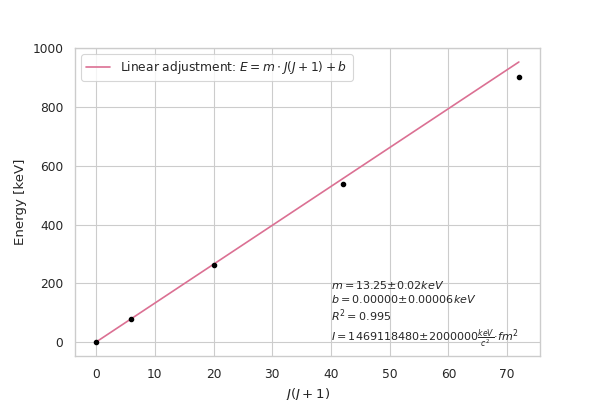 1000
800
600
400
200
0
Energy [keV]
Linear adjustment: E = m · J(J + 1) + b
m = 13.25±0.02keV
b = 0.00000±0.00006keV
R² = 0.995
I = 1469118480±2000000 keV/c² fm²
0 10 20 30 40 50 60 70
J(J + 1)